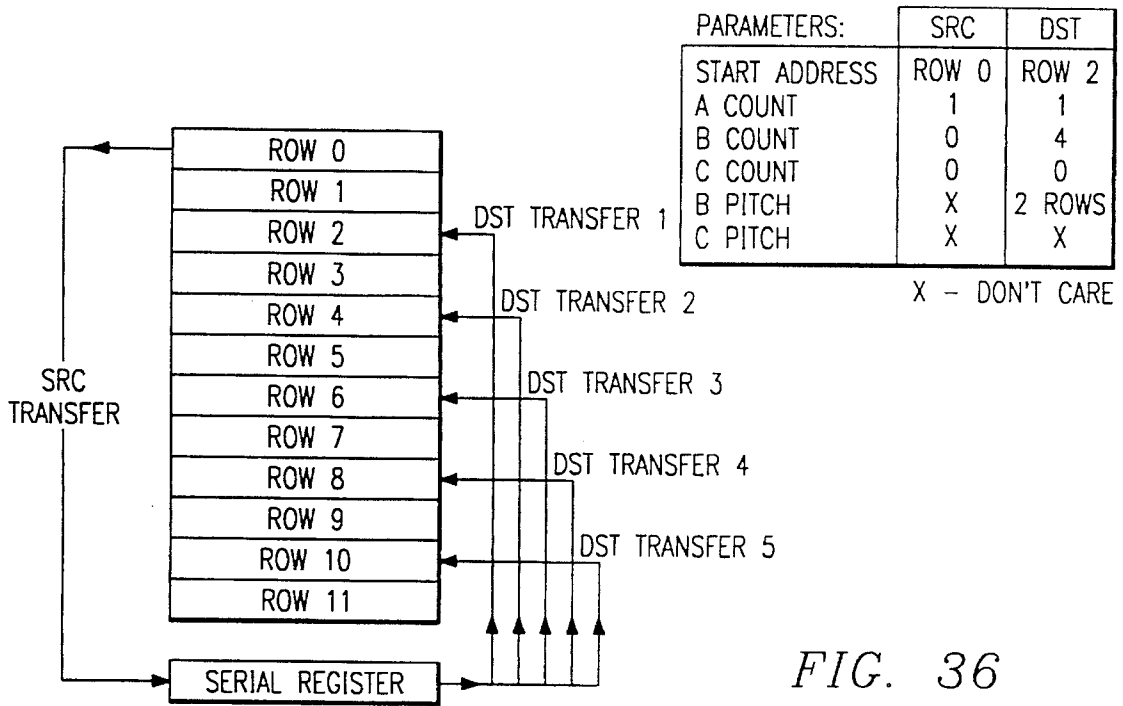 PARAMETERS: SRC DST
START ADDRESS ROW 0 ROW 2
A COUNT 1 1
B COUNT 0 4
C COUNT 0 0
B PITCH X 2 ROWS
C PITCH X X
X - DON'T CARE
ROW 0
ROW 1
ROW 2
ROW 3
ROW 4
ROW 5
ROW 6
ROW 7
ROW 8
ROW 9
ROW 10
ROW 11
SERIAL REGISTER
SRC
TRANSFER
DST TRANSFER 1
DST TRANSFER 2
DST TRANSFER 3
DST TRANSFER 4
DST TRANSFER 5
FIG. 36